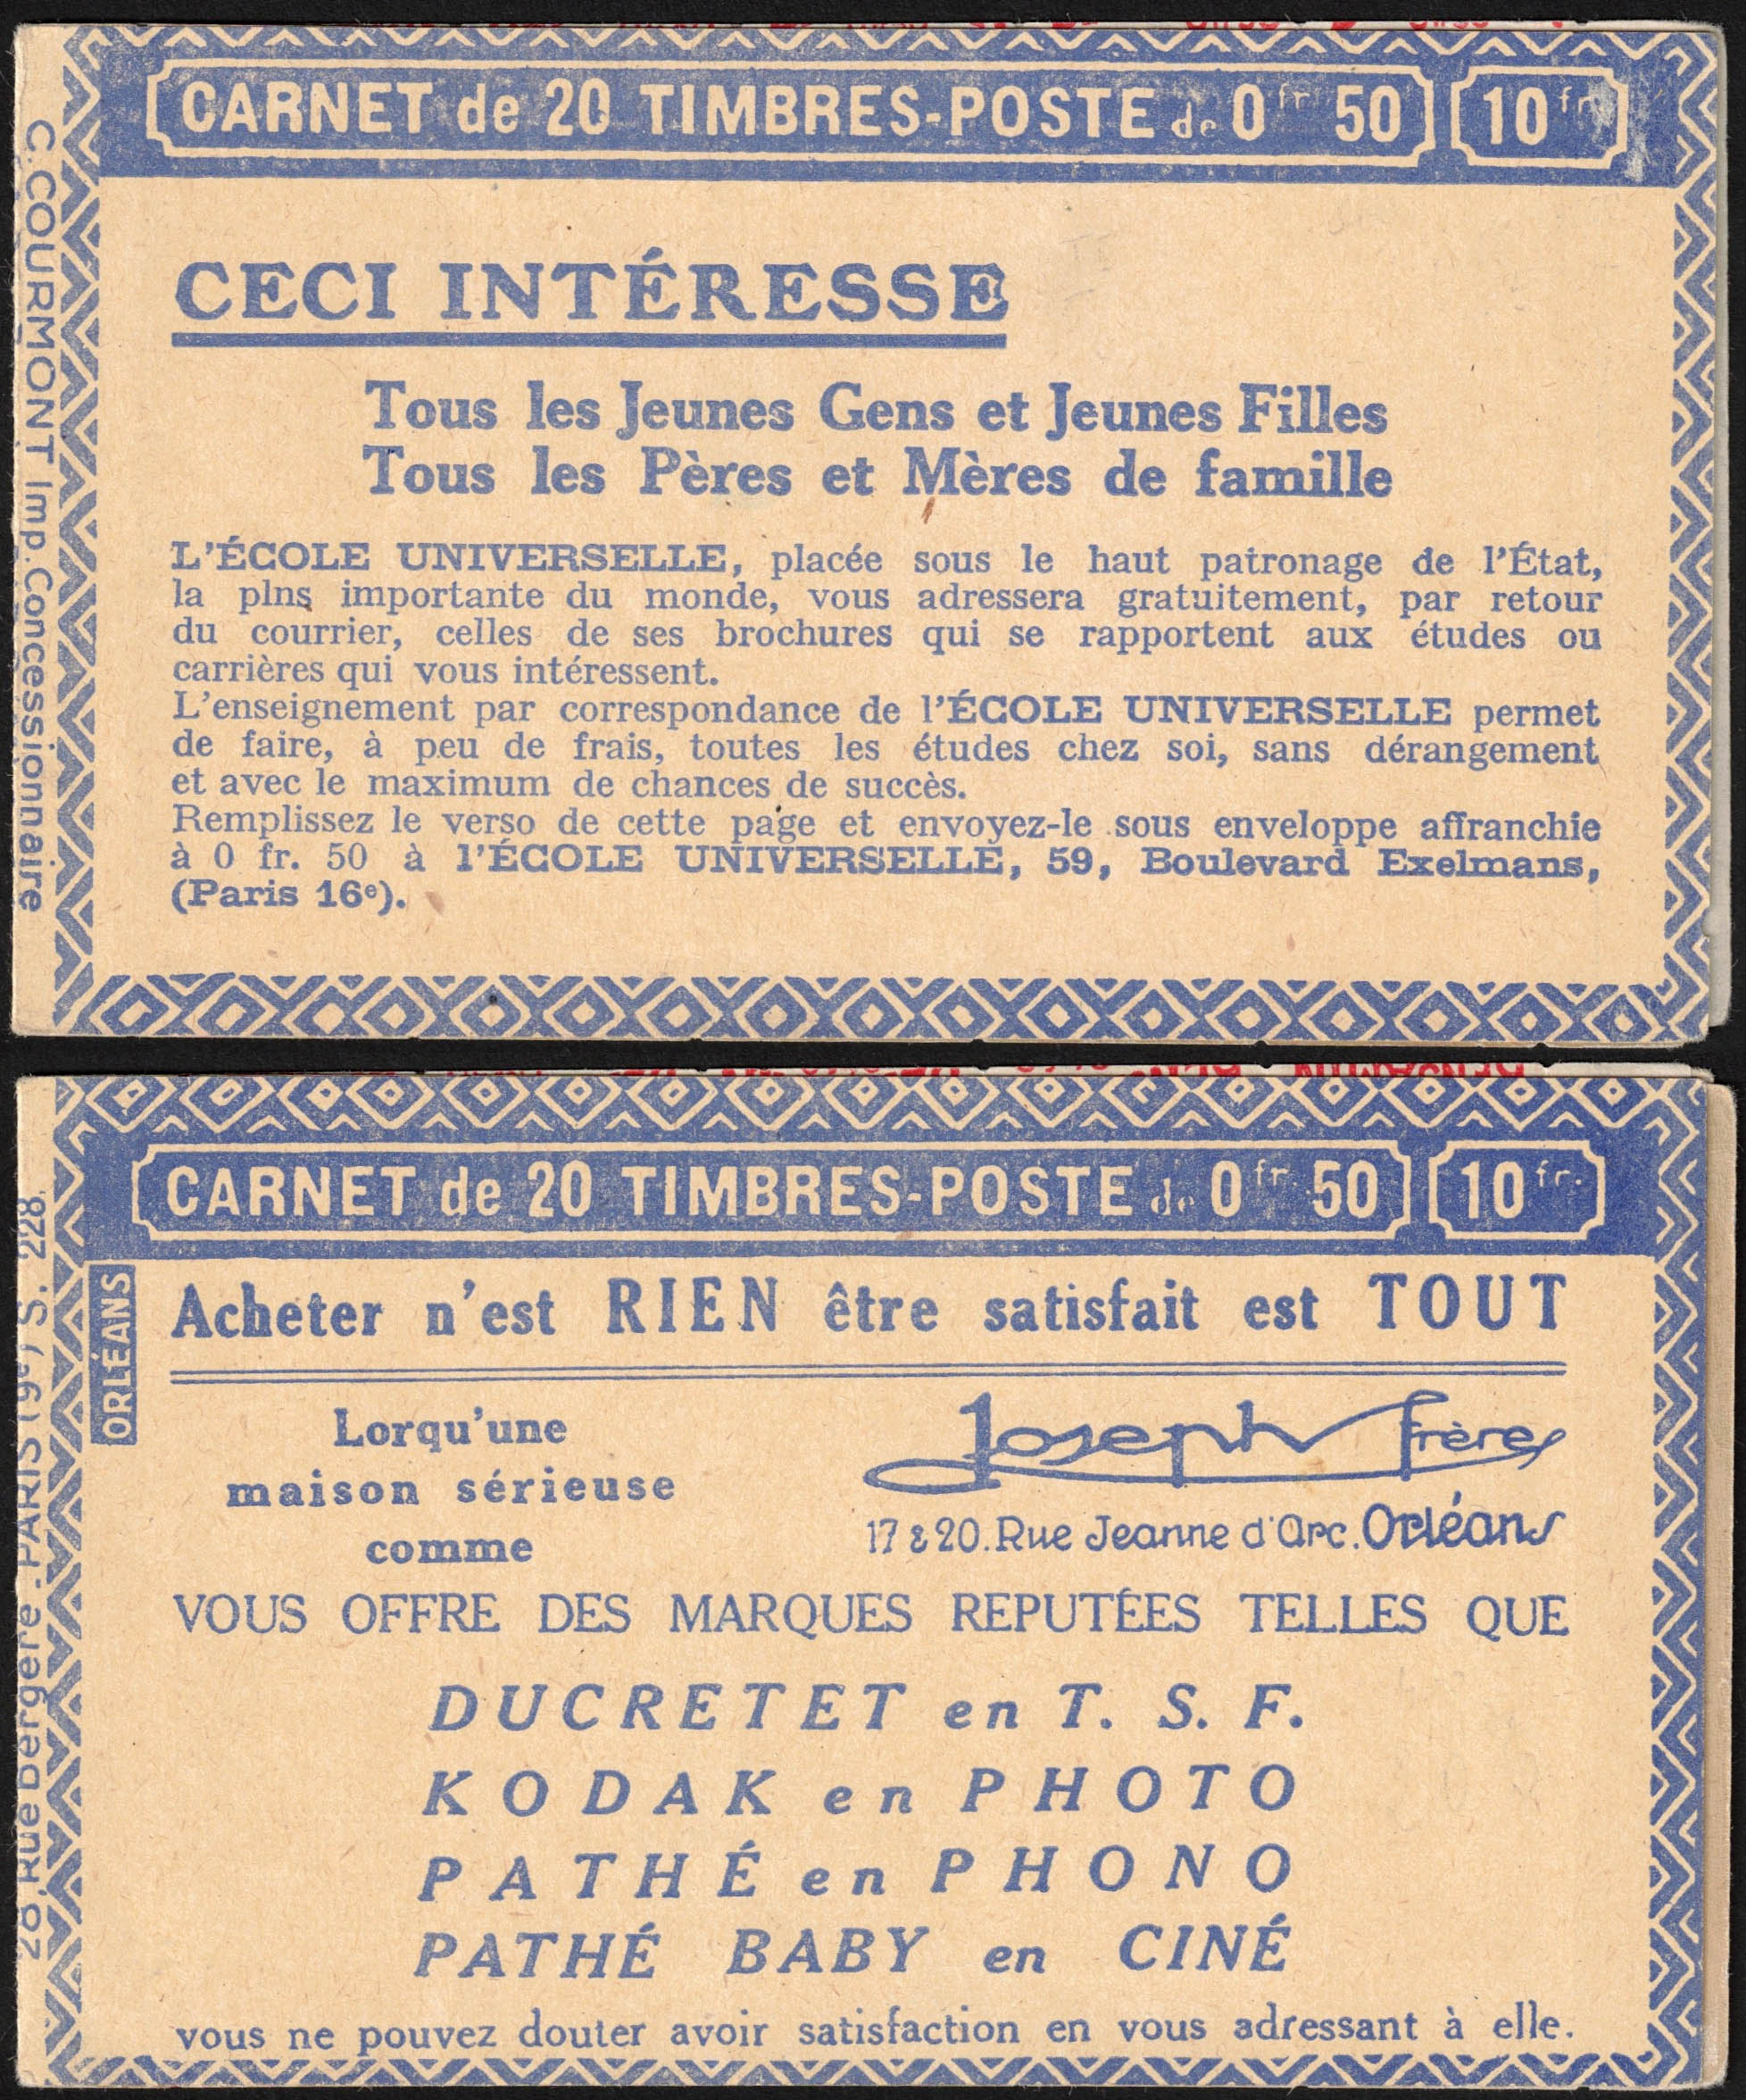 CARNET de 20 TIMBRES-POSTE de 0 fr 50 10 fr.
C. COURMONT Imp. Concessionnaire
CECI INTÉRESSE
Tous les Jeunes Gens et Jeunes Filles
Tous les Pères et Mères de famille
L'ÉCOLE UNIVERSELLE, placée sous le haut patronage de l'État,
la plns importante du monde, vous adressera gratuitement, par retour
du courrier, celles de ses brochures qui se rapportent aux études ou
carrières qui vous intéressent.
L'enseignement par correspondance de l'ÉCOLE UNIVERSELLE permet
de faire, à peu de frais, toutes les études chez soi, sans dérangement
et avec le maximum de chances de succès.
Remplissez le verso de cette page et envoyez-le sous enveloppe affranchie
à 0 fr. 50 à l'ÉCOLE UNIVERSELLE, 59, Boulevard Exelmans,
(Paris 16e).
CARNET de 20 TIMBRES-POSTE de 0 fr. 50 10 fr.
Rue Bergère. PARIS (9e) S. 228.
ORLÉANS
Acheter n'est RIEN être satisfait est TOUT
Lorqu'une
maison sérieuse
comme
Joseph Frères
17 & 20. Rue Jeanne d'Arc. Orléans
VOUS OFFRE DES MARQUES REPUTÉES TELLES QUE
DUCRETET en T. S. F.
KODAK en PHOTO
PATHÉ en PHONO
PATHÉ BABY en CINÉ
vous ne pouvez douter avoir satisfaction en vous adressant à elle.